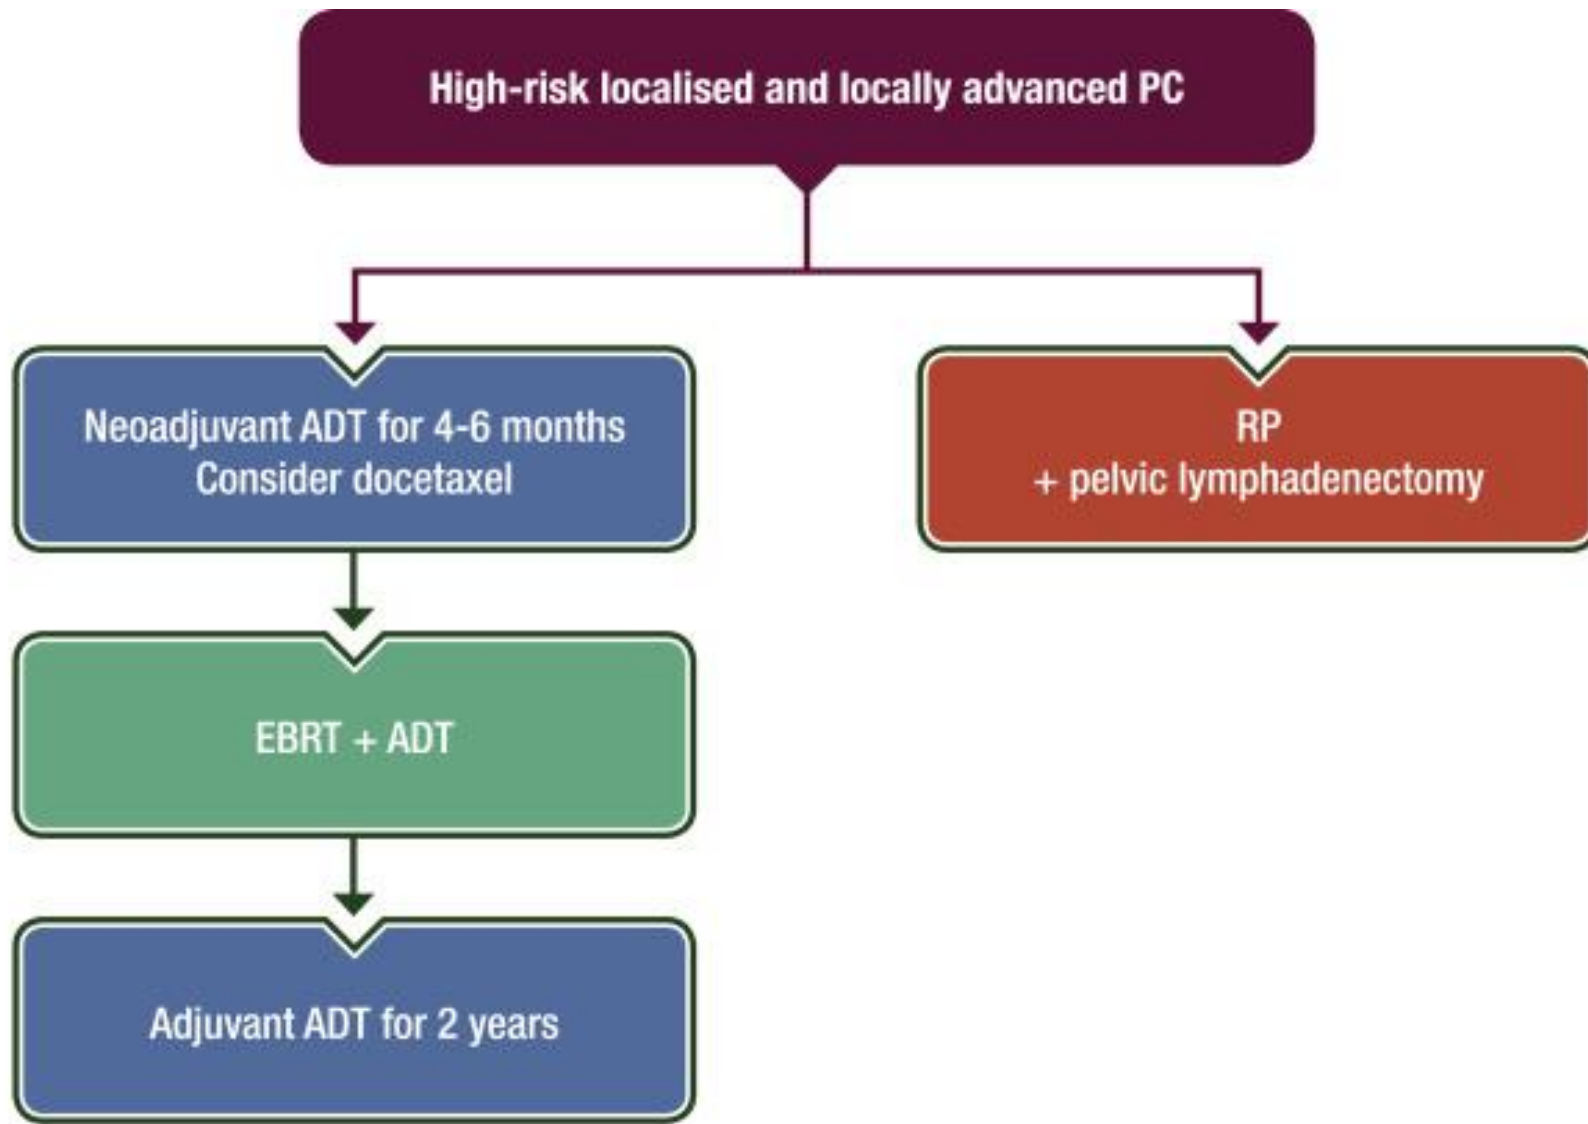 High-risk localised and locally advanced PC
Neoadjuvant ADT for 4-6 months
Consider docetaxel
RP
+ pelvic lymphadenectomy
EBRT + ADT
Adjuvant ADT for 2 years